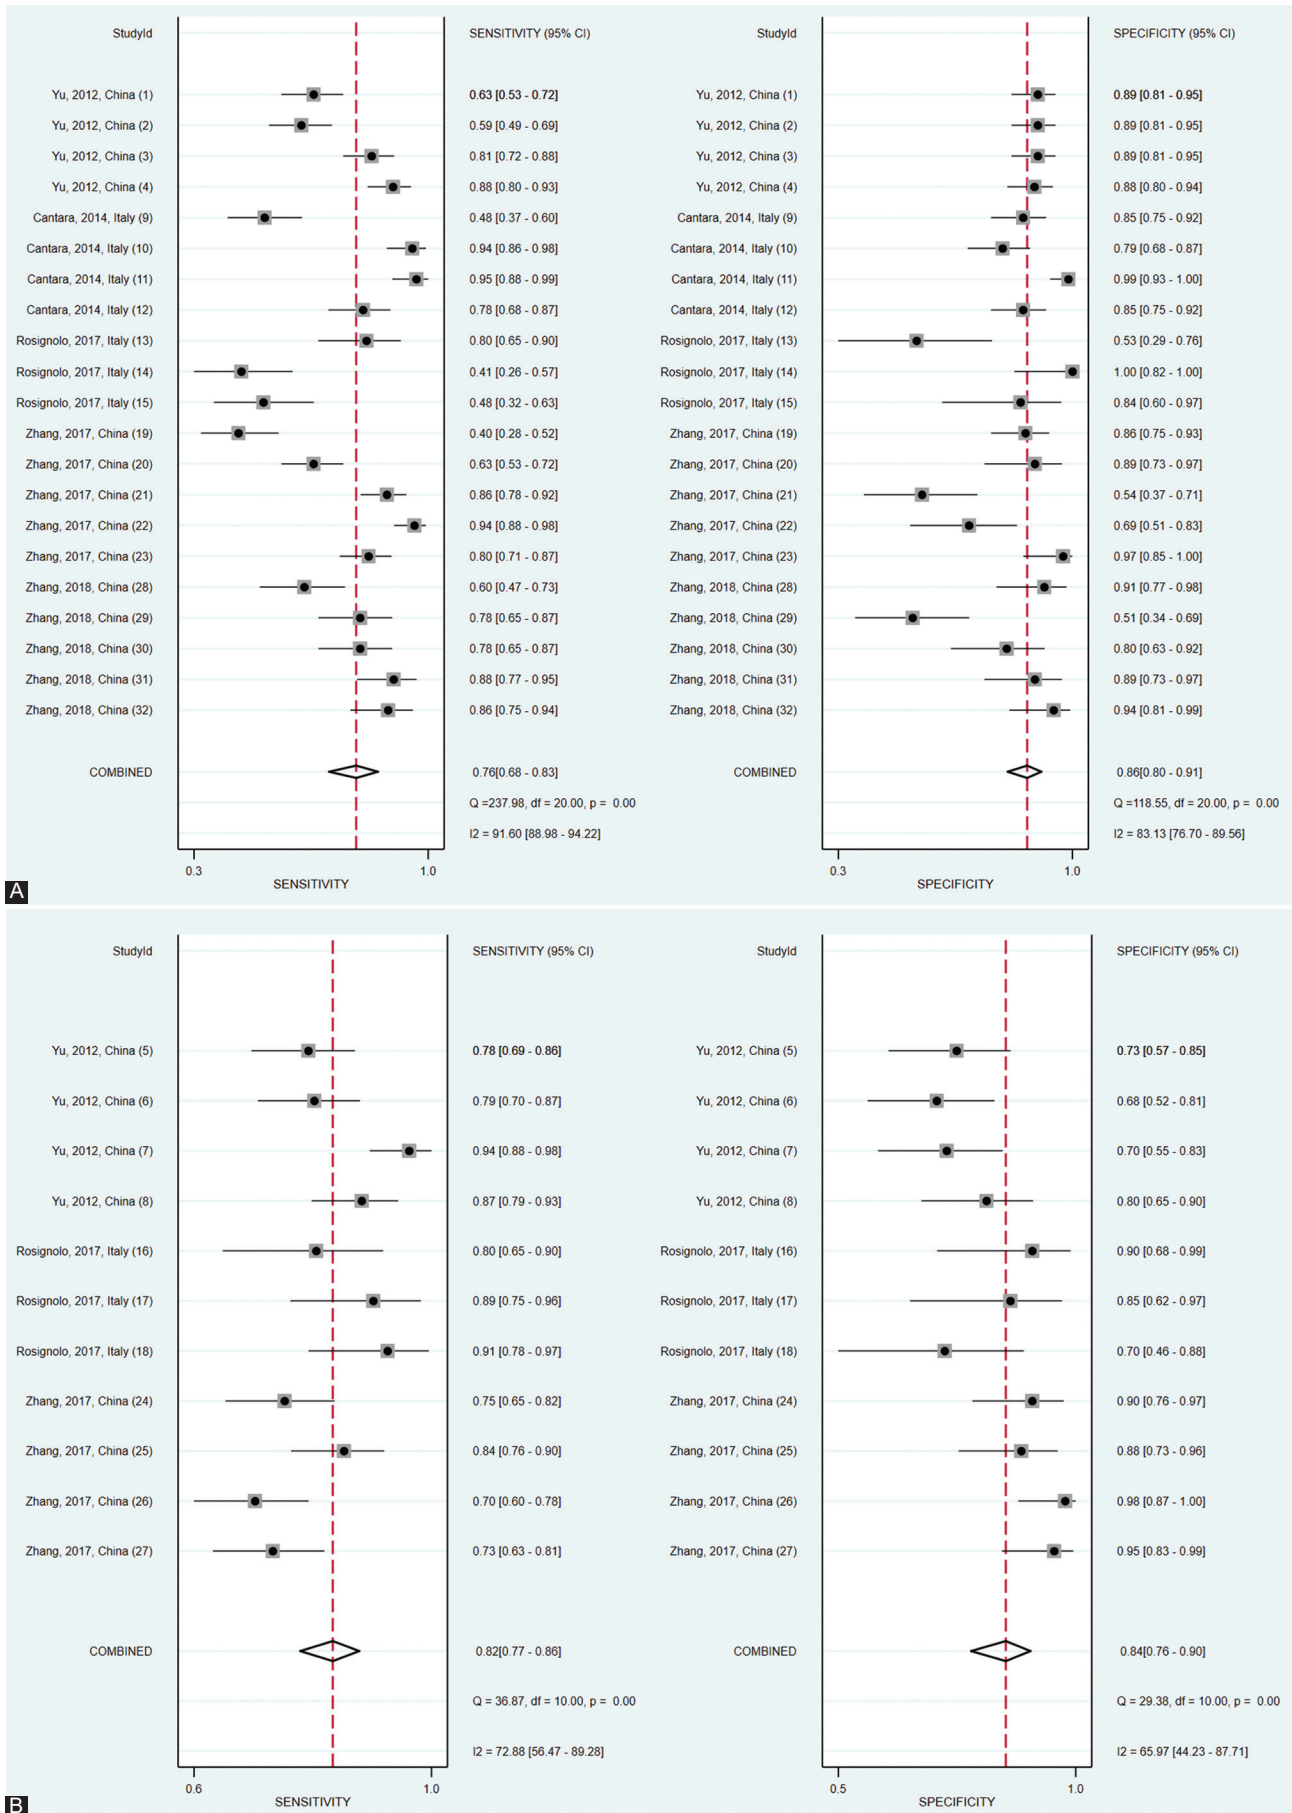 StudyId SENSITIVITY (95% CI) StudyId SPECIFICITY (95% CI)
Yu, 2012, China (1) 0.63 [0.53 - 0.72] Yu, 2012, China (1) 0.89 [0.81 - 0.95]
Yu, 2012, China (2) 0.59 [0.49 - 0.69] Yu, 2012, China (2) 0.89 [0.81 - 0.95]
Yu, 2012, China (3) 0.81 [0.72 - 0.88] Yu, 2012, China (3) 0.89 [0.81 - 0.95]
Yu, 2012, China (4) 0.88 [0.80 - 0.93] Yu, 2012, China (4) 0.88 [0.80 - 0.94]
Cantara, 2014, Italy (9) 0.48 [0.37 - 0.60] Cantara, 2014, Italy (9) 0.85 [0.75 - 0.92]
Cantara, 2014, Italy (10) 0.94 [0.86 - 0.98] Cantara, 2014, Italy (10) 0.79 [0.68 - 0.87]
Cantara, 2014, Italy (11) 0.95 [0.88 - 0.99] Cantara, 2014, Italy (11) 0.99 [0.93 - 1.00]
Cantara, 2014, Italy (12) 0.78 [0.68 - 0.87] Cantara, 2014, Italy (12) 0.85 [0.75 - 0.92]
Rosignolo, 2017, Italy (13) 0.80 [0.65 - 0.90] Rosignolo, 2017, Italy (13) 0.53 [0.29 - 0.76]
Rosignolo, 2017, Italy (14) 0.41 [0.26 - 0.57] Rosignolo, 2017, Italy (14) 1.00 [0.82 - 1.00]
Rosignolo, 2017, Italy (15) 0.48 [0.32 - 0.63] Rosignolo, 2017, Italy (15) 0.84 [0.60 - 0.97]
Zhang, 2017, China (19) 0.40 [0.28 - 0.52] Zhang, 2017, China (19) 0.86 [0.75 - 0.93]
Zhang, 2017, China (20) 0.63 [0.53 - 0.72] Zhang, 2017, China (20) 0.89 [0.73 - 0.97]
Zhang, 2017, China (21) 0.86 [0.78 - 0.92] Zhang, 2017, China (21) 0.54 [0.37 - 0.71]
Zhang, 2017, China (22) 0.94 [0.88 - 0.98] Zhang, 2017, China (22) 0.69 [0.51 - 0.83]
Zhang, 2017, China (23) 0.80 [0.71 - 0.87] Zhang, 2017, China (23) 0.97 [0.85 - 1.00]
Zhang, 2018, China (28) 0.60 [0.47 - 0.73] Zhang, 2018, China (28) 0.91 [0.77 - 0.98]
Zhang, 2018, China (29) 0.78 [0.65 - 0.87] Zhang, 2018, China (29) 0.51 [0.34 - 0.69]
Zhang, 2018, China (30) 0.78 [0.65 - 0.87] Zhang, 2018, China (30) 0.80 [0.63 - 0.92]
Zhang, 2018, China (31) 0.88 [0.77 - 0.95] Zhang, 2018, China (31) 0.89 [0.73 - 0.97]
Zhang, 2018, China (32) 0.86 [0.75 - 0.94] Zhang, 2018, China (32) 0.94 [0.81 - 0.99]
COMBINED 0.76[0.68 - 0.83] COMBINED 0.86[0.80 - 0.91]
Q =237.98, df = 20.00, p = 0.00 Q =118.55, df = 20.00, p = 0.00
I2 = 91.60 [88.98 - 94.22] I2 = 83.13 [76.70 - 89.56]
0.3 1.0 0.3 1.0
SENSITIVITY SPECIFICITY
A
StudyId SENSITIVITY (95% CI) StudyId SPECIFICITY (95% CI)
Yu, 2012, China (5) 0.78 [0.69 - 0.86] Yu, 2012, China (5) 0.73 [0.57 - 0.85]
Yu, 2012, China (6) 0.79 [0.70 - 0.87] Yu, 2012, China (6) 0.68 [0.52 - 0.81]
Yu, 2012, China (7) 0.94 [0.88 - 0.98] Yu, 2012, China (7) 0.70 [0.55 - 0.83]
Yu, 2012, China (8) 0.87 [0.79 - 0.93] Yu, 2012, China (8) 0.80 [0.65 - 0.90]
Rosignolo, 2017, Italy (16) 0.80 [0.65 - 0.90] Rosignolo, 2017, Italy (16) 0.90 [0.68 - 0.99]
Rosignolo, 2017, Italy (17) 0.89 [0.75 - 0.96] Rosignolo, 2017, Italy (17) 0.85 [0.62 - 0.97]
Rosignolo, 2017, Italy (18) 0.91 [0.78 - 0.97] Rosignolo, 2017, Italy (18) 0.70 [0.46 - 0.88]
Zhang, 2017, China (24) 0.75 [0.65 - 0.82] Zhang, 2017, China (24) 0.90 [0.76 - 0.97]
Zhang, 2017, China (25) 0.84 [0.76 - 0.90] Zhang, 2017, China (25) 0.88 [0.73 - 0.96]
Zhang, 2017, China (26) 0.70 [0.60 - 0.78] Zhang, 2017, China (26) 0.98 [0.87 - 1.00]
Zhang, 2017, China (27) 0.73 [0.63 - 0.81] Zhang, 2017, China (27) 0.95 [0.83 - 0.99]
COMBINED 0.82[0.77 - 0.86] COMBINED 0.84[0.76 - 0.90]
Q = 36.87, df = 10.00, p = 0.00 Q = 29.38, df = 10.00, p = 0.00
I2 = 72.88 [56.47 - 89.28] I2 = 65.97 [44.23 - 87.71]
0.6 1.0 0.5 1.0
SENSITIVITY SPECIFICITY
B